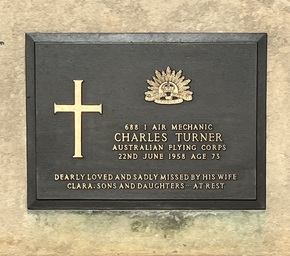 688 1 AIR MECHANIC
CHARLES TURNER
AUSTRALIAN FLYING CORPS
22ND JUNE 1958 AGE 73
DEARLY LOVED AND SADLY MISSED BY HIS WIFE
CLARA, SONS AND DAUGHTERS - AT REST